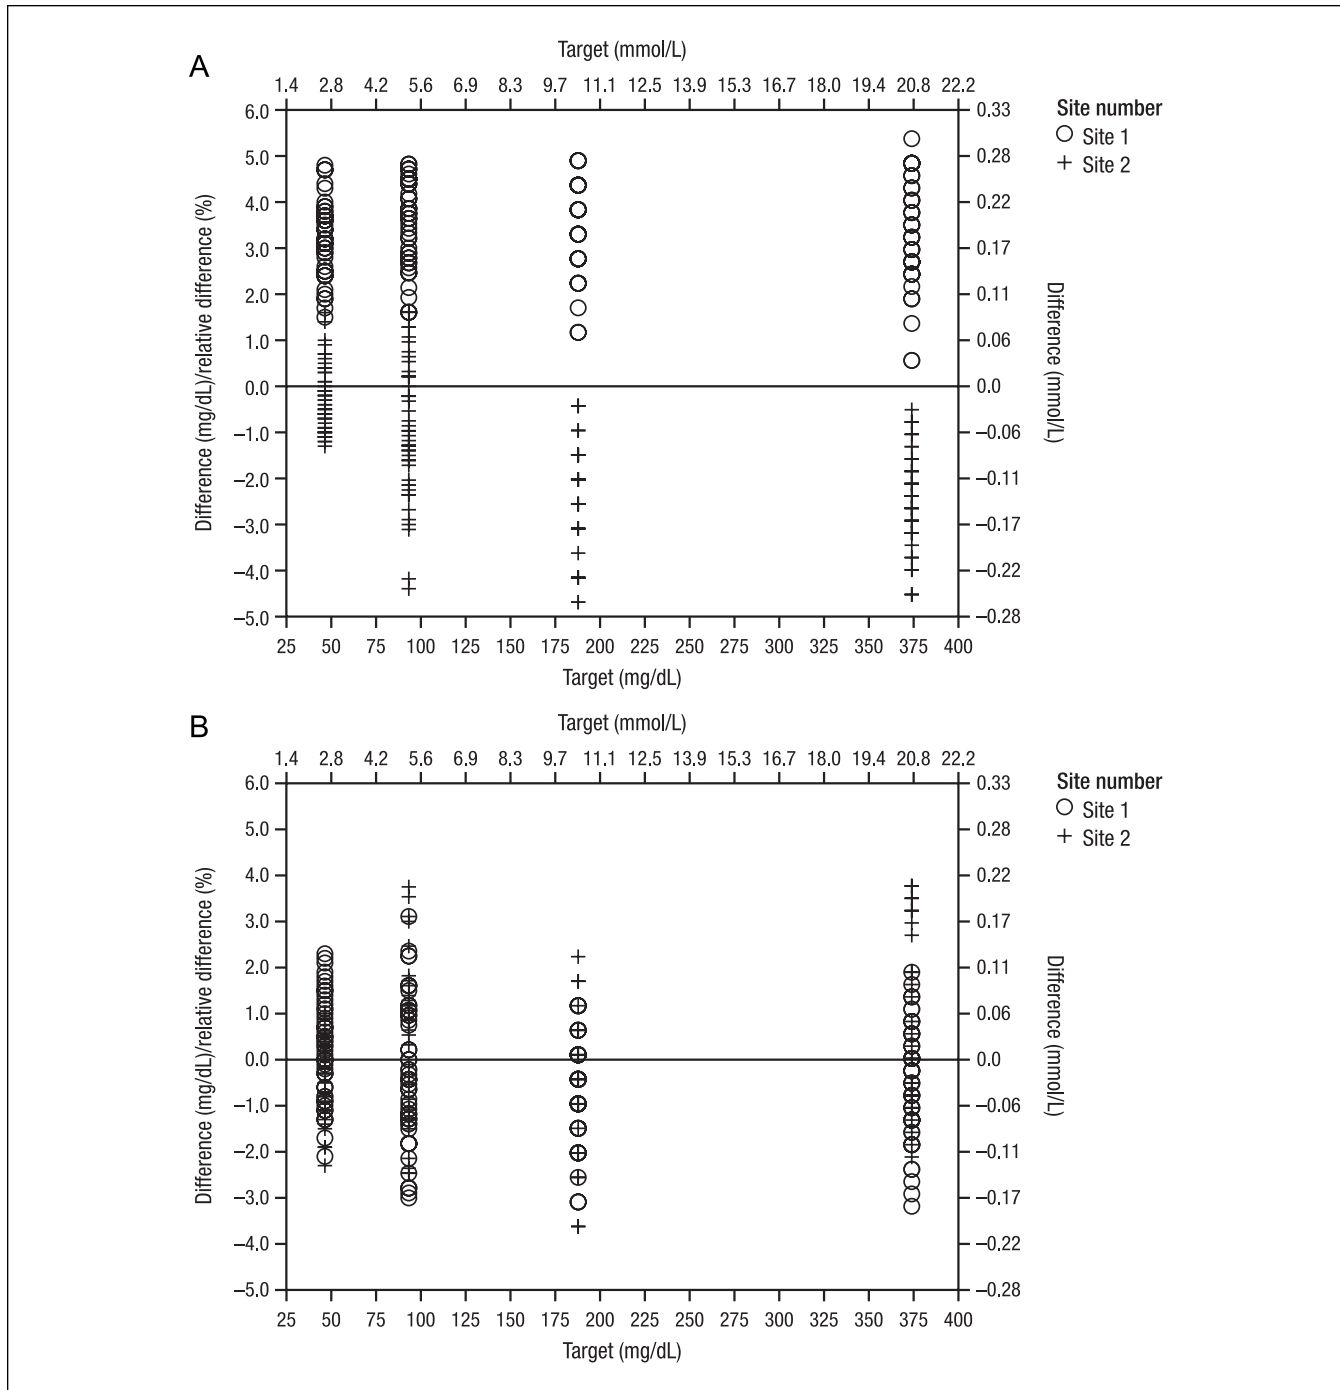 A
Target (mmol/L)
1.4 2.8 4.2 5.6 6.9 8.3 9.7 11.1 12.5 13.9 15.3 16.7 18.0 19.4 20.8 22.2
Difference (mg/dL)/relative difference (%)
6.0
5.0
4.0
3.0
2.0
1.0
0.0
−1.0
−2.0
−3.0
−4.0
−5.0
0.33
0.28
0.22
0.17
0.11
0.06
0.0
−0.06
−0.11
−0.17
−0.22
−0.28
Difference (mmol/L)
Site number
Site 1
Site 2
25 50 75 100 125 150 175 200 225 250 275 300 325 350 375 400
Target (mg/dL)
B
Target (mmol/L)
1.4 2.8 4.2 5.6 6.9 8.3 9.7 11.1 12.5 13.9 15.3 16.7 18.0 19.4 20.8 22.2
Difference (mg/dL)/relative difference (%)
6.0
5.0
4.0
3.0
2.0
1.0
0.0
−1.0
−2.0
−3.0
−4.0
−5.0
0.33
0.28
0.22
0.17
0.11
0.06
0.0
−0.06
−0.11
−0.17
−0.22
−0.28
Difference (mmol/L)
Site number
Site 1
Site 2
25 50 75 100 125 150 175 200 225 250 275 300 325 350 375 400
Target (mg/dL)